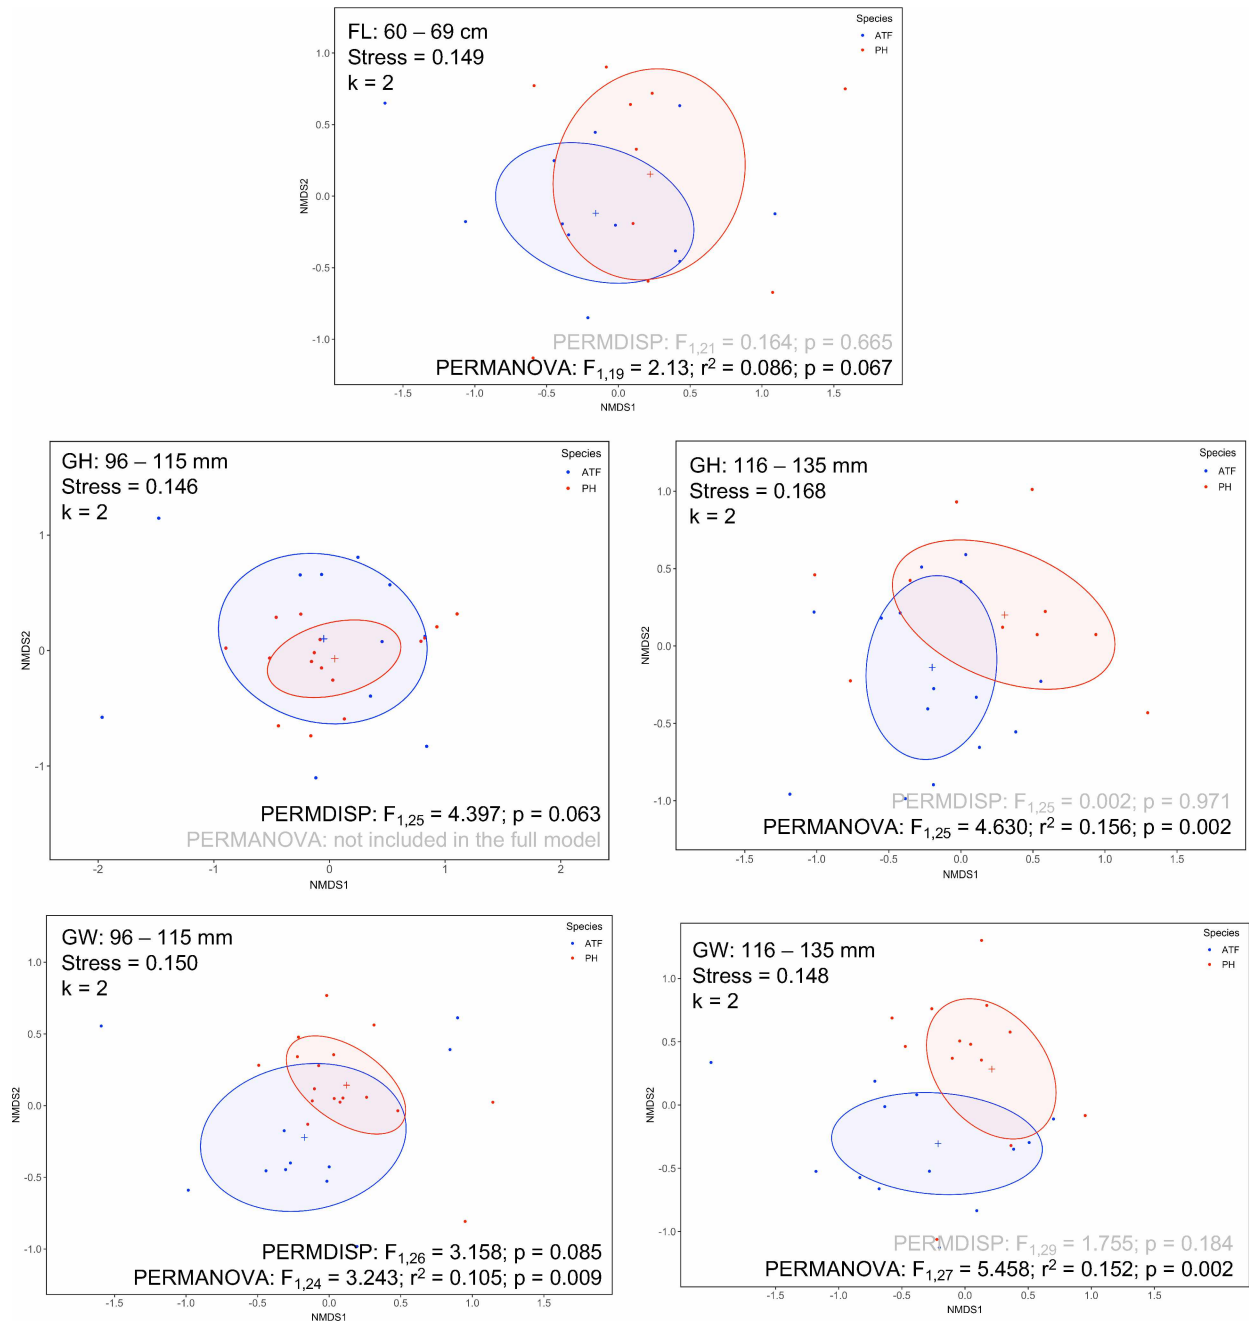 FL: 60 – 69 cm
Stress = 0.149
k = 2
Species
ATF
PH
1.0
0.5
0.0
-0.5
-1.0
NMDS2
PERMDISP: F1,21 = 0.164; p = 0.665
PERMANOVA: F1,19 = 2.13; r² = 0.086; p = 0.067
-1.5 -1.0 -0.5 0.0 0.5 1.0 1.5
NMDS1
GH: 96 – 115 mm
Stress = 0.146
k = 2
Species
ATF
PH
1
0
-1
NMDS2
PERMDISP: F1,25 = 4.397; p = 0.063
PERMANOVA: not included in the full model
-2 -1 0 1 2
NMDS1
GH: 116 – 135 mm
Stress = 0.168
k = 2
Species
ATF
PH
1.0
0.5
0.0
-0.5
-1.0
NMDS2
PERMDISP: F1,25 = 0.002; p = 0.971
PERMANOVA: F1,25 = 4.630; r² = 0.156; p = 0.002
-1.5 -1.0 -0.5 0.0 0.5 1.0 1.5
NMDS1
GW: 96 – 115 mm
Stress = 0.150
k = 2
Species
ATF
PH
1.0
0.5
0.0
-0.5
-1.0
NMDS2
PERMDISP: F1,26 = 3.158; p = 0.085
PERMANOVA: F1,24 = 3.243; r² = 0.105; p = 0.009
-1.5 -1.0 -0.5 0.0 0.5 1.0 1.5
NMDS1
GW: 116 – 135 mm
Stress = 0.148
k = 2
Species
ATF
PH
1.0
0.5
0.0
-0.5
-1.0
NMDS2
PERMDISP: F1,29 = 1.755; p = 0.184
PERMANOVA: F1,27 = 5.458; r² = 0.152; p = 0.002
-1.5 -1.0 -0.5 0.0 0.5 1.0 1.5
NMDS1